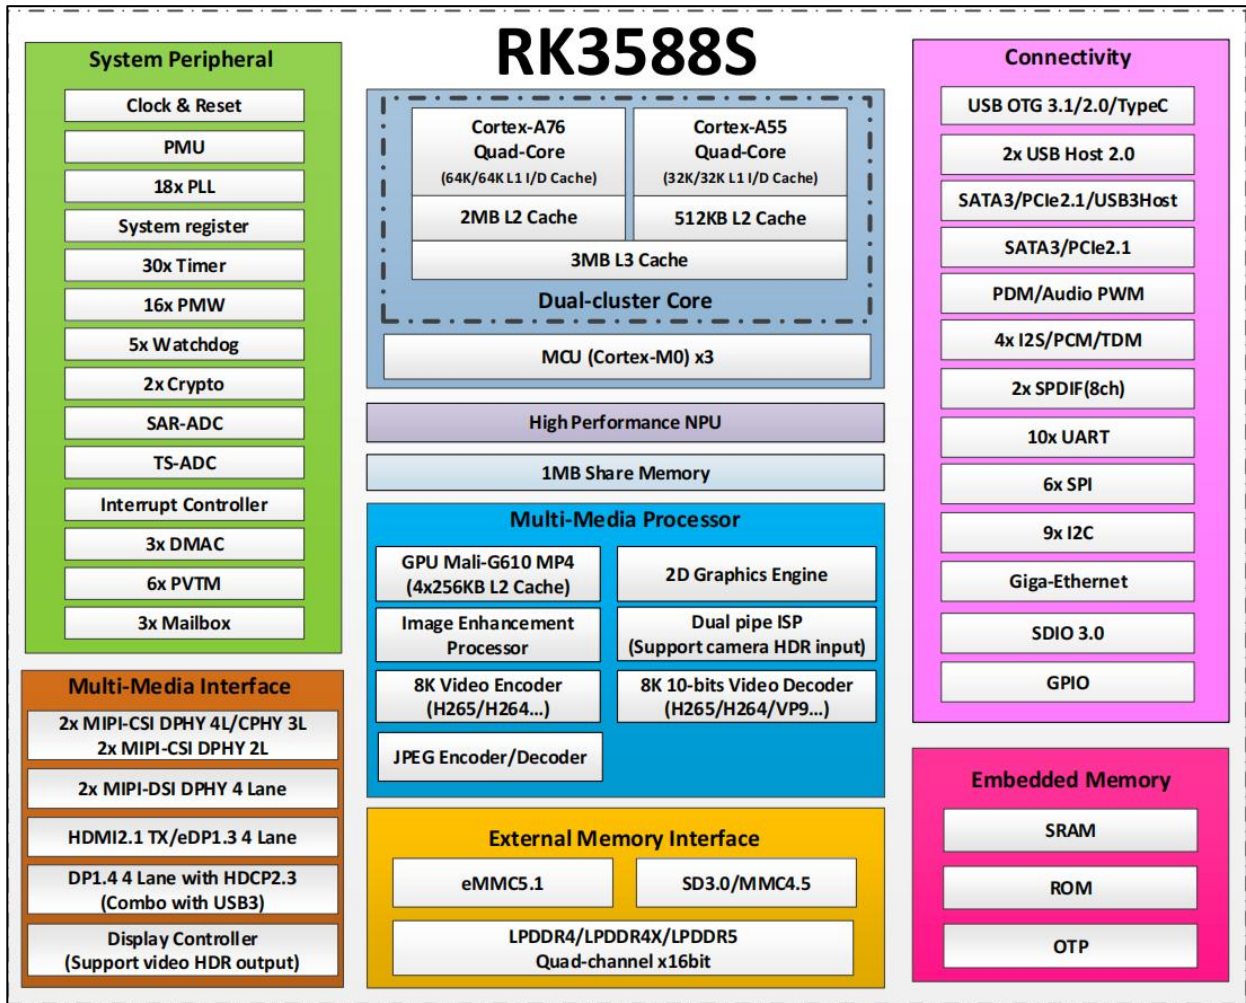 RK3588S
System Peripheral
Clock & Reset
PMU
18x PLL
System register
30x Timer
16x PMW
5x Watchdog
2x Crypto
SAR-ADC
TS-ADC
Interrupt Controller
3x DMAC
6x PVTM
3x Mailbox
Multi-Media Interface
2x MIPI-CSI DPHY 4L/CPHY 3L
2x MIPI-CSI DPHY 2L
2x MIPI-DSI DPHY 4 Lane
HDMI2.1 TX/eDP1.3 4 Lane
DP1.4 4 Lane with HDCP2.3
(Combo with USB3)
Display Controller
(Support video HDR output)
Cortex-A76
Quad-Core
(64K/64K L1 I/D Cache)
2MB L2 Cache
Cortex-A55
Quad-Core
(32K/32K L1 I/D Cache)
512KB L2 Cache
3MB L3 Cache
Dual-cluster Core
MCU (Cortex-M0) x3
High Performance NPU
1MB Share Memory
Multi-Media Processor
GPU Mali-G610 MP4
(4x256KB L2 Cache)
2D Graphics Engine
Image Enhancement
Processor
Dual pipe ISP
(Support camera HDR input)
8K Video Encoder
(H265/H264...)
8K 10-bits Video Decoder
(H265/H264/VP9...)
JPEG Encoder/Decoder
External Memory Interface
eMMC5.1
SD3.0/MMC4.5
LPDDR4/LPDDR4X/LPDDR5
Quad-channel x16bit
Connectivity
USB OTG 3.1/2.0/TypeC
2x USB Host 2.0
SATA3/PCIe2.1/USB3Host
SATA3/PCIe2.1
PDM/Audio PWM
4x I2S/PCM/TDM
2x SPDIF(8ch)
10x UART
6x SPI
9x I2C
Giga-Ethernet
SDIO 3.0
GPIO
Embedded Memory
SRAM
ROM
OTP